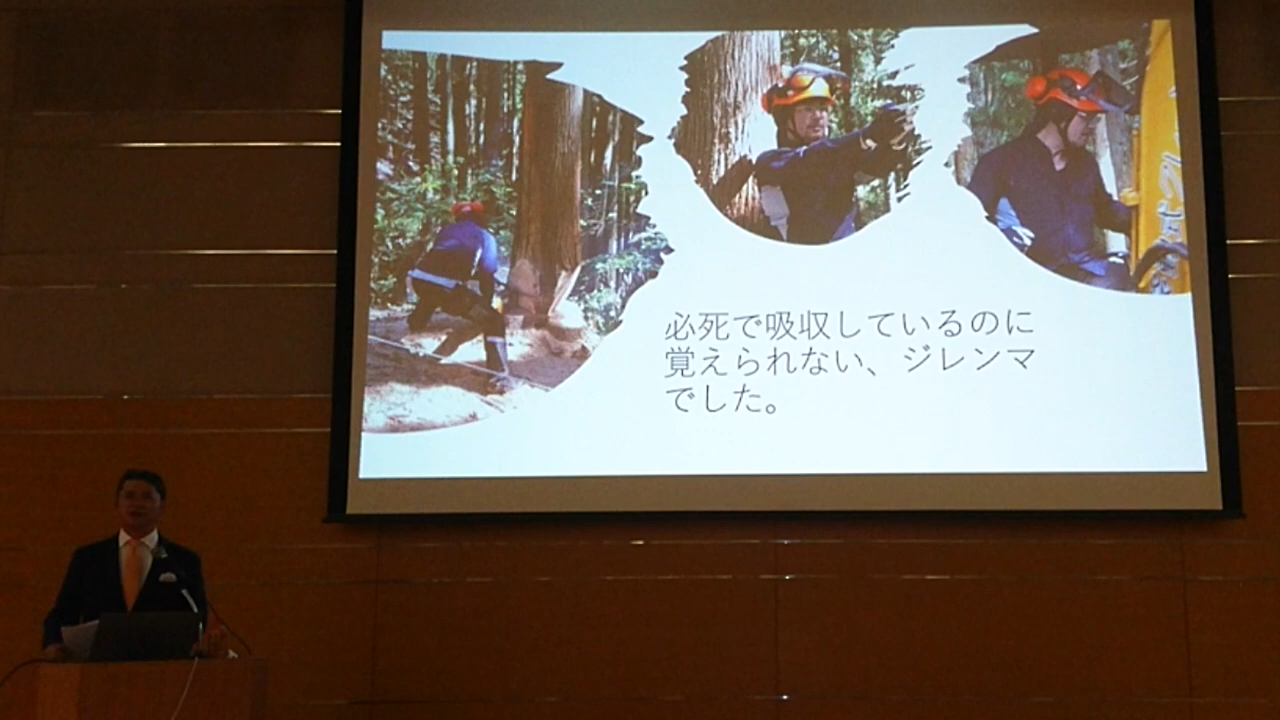 必死で吸収しているのに
覚えられない、ジレンマ
でした。